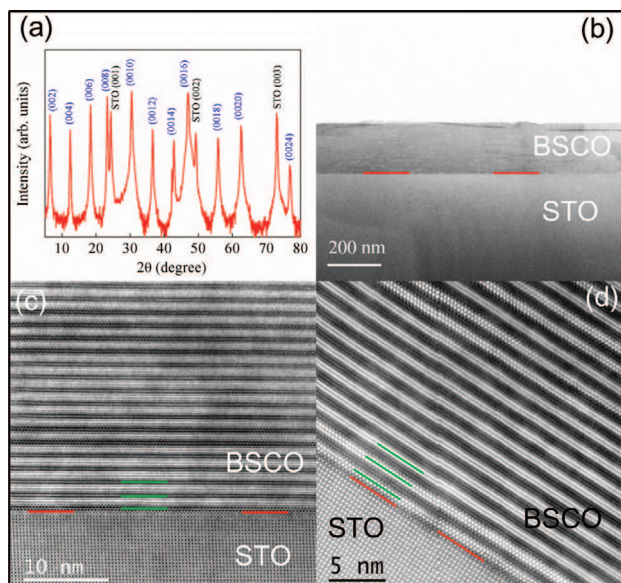 (a)
Intensity (arb. units)
(002)
(004)
(006)
(008)
STO (001)
(0010)
(0012)
(0014)
(0016)
STO (002)
(0018)
(0020)
STO (003)
(0024)
10 20 30 40 50 60 70 80
2θ (degree)
(b)
BSCO
STO
200 nm
(c)
BSCO
STO
10 nm
(d)
BSCO
STO
5 nm